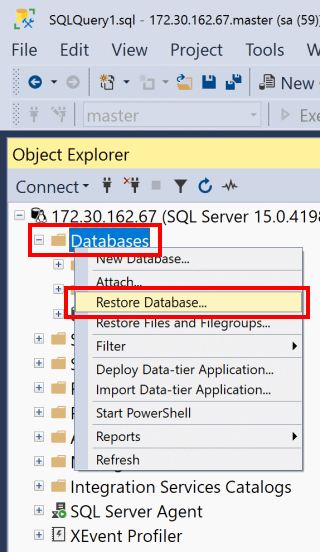 SQLQuery1.sql - 172.30.162.67.master (sa (59))
File Edit View Project Tools
New
master
Object Explorer
Connect
172.30.162.67 (SQL Server 15.0.4198
Databases
New Database...
Attach...
Restore Database...
Restore Files and Filegroups...
Filter
Deploy Data-tier Application...
Import Data-tier Application...
Start PowerShell
Reports
Refresh
Integration Services Catalogs
SQL Server Agent
XEvent Profiler